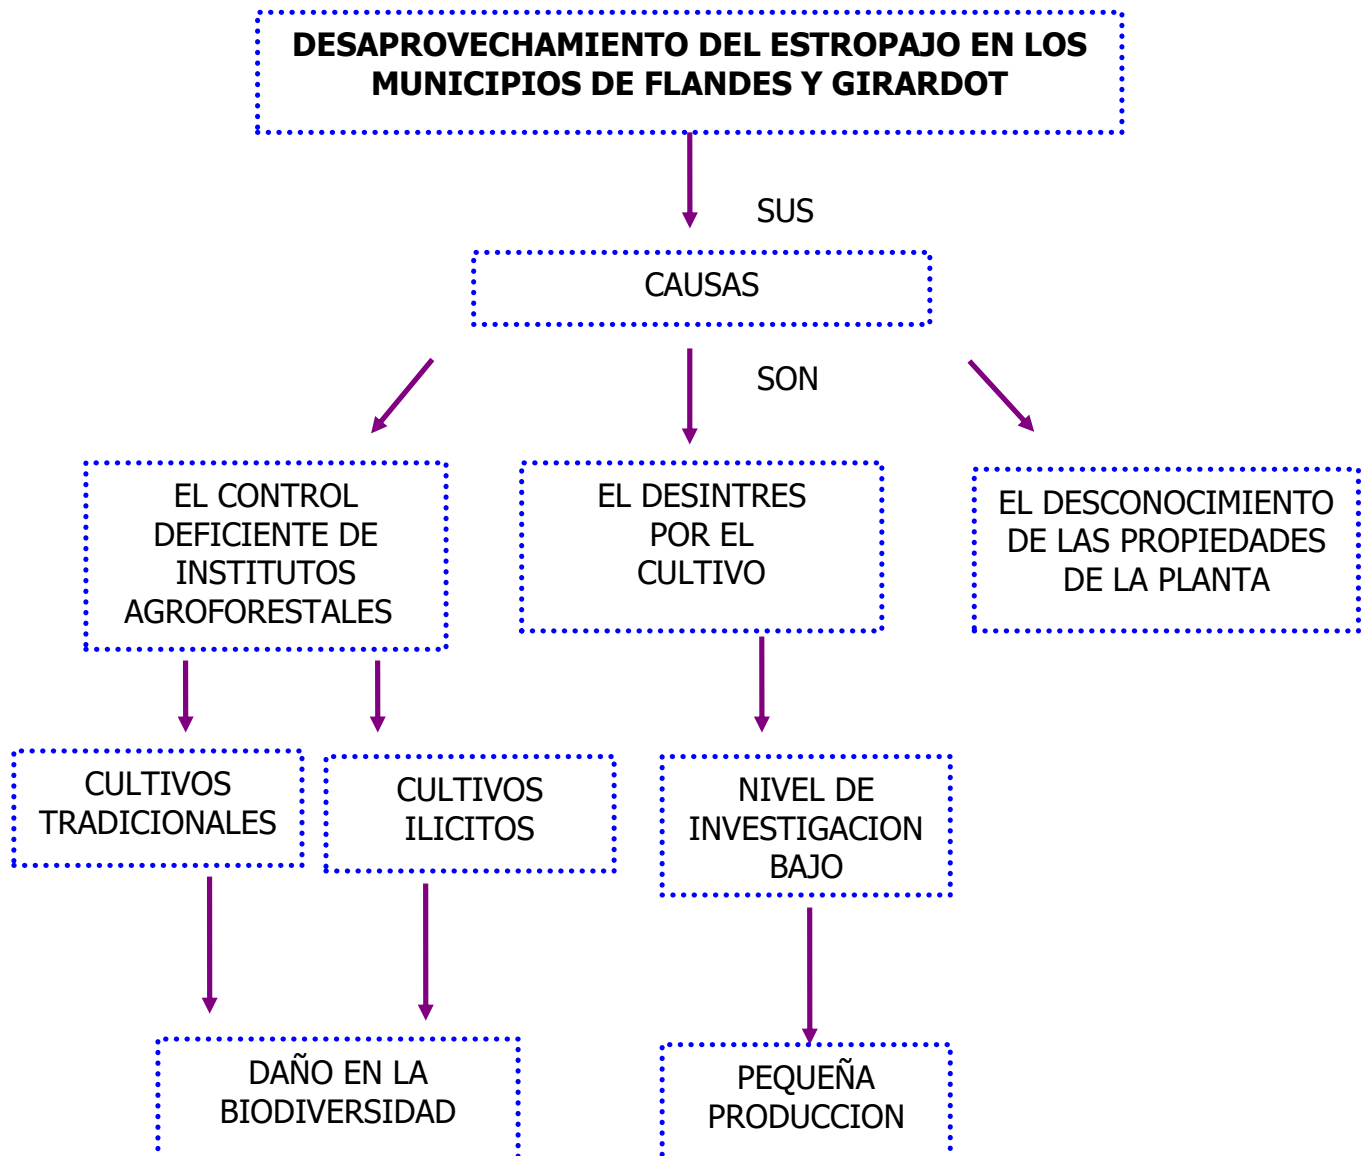 DESAPROVECHAMIENTO DEL ESTROPAJO EN LOS
MUNICIPIOS DE FLANDES Y GIRARDOT
SUS
CAUSAS
SON
EL CONTROL
DEFICIENTE DE
INSTITUTOS
AGROFORESTALES
EL DESINTRES
POR EL
CULTIVO
EL DESCONOCIMIENTO
DE LAS PROPIEDADES
DE LA PLANTA
CULTIVOS
TRADICIONALES
CULTIVOS
ILICITOS
NIVEL DE
INVESTIGACION
BAJO
DAÑO EN LA
BIODIVERSIDAD
PEQUEÑA
PRODUCCION